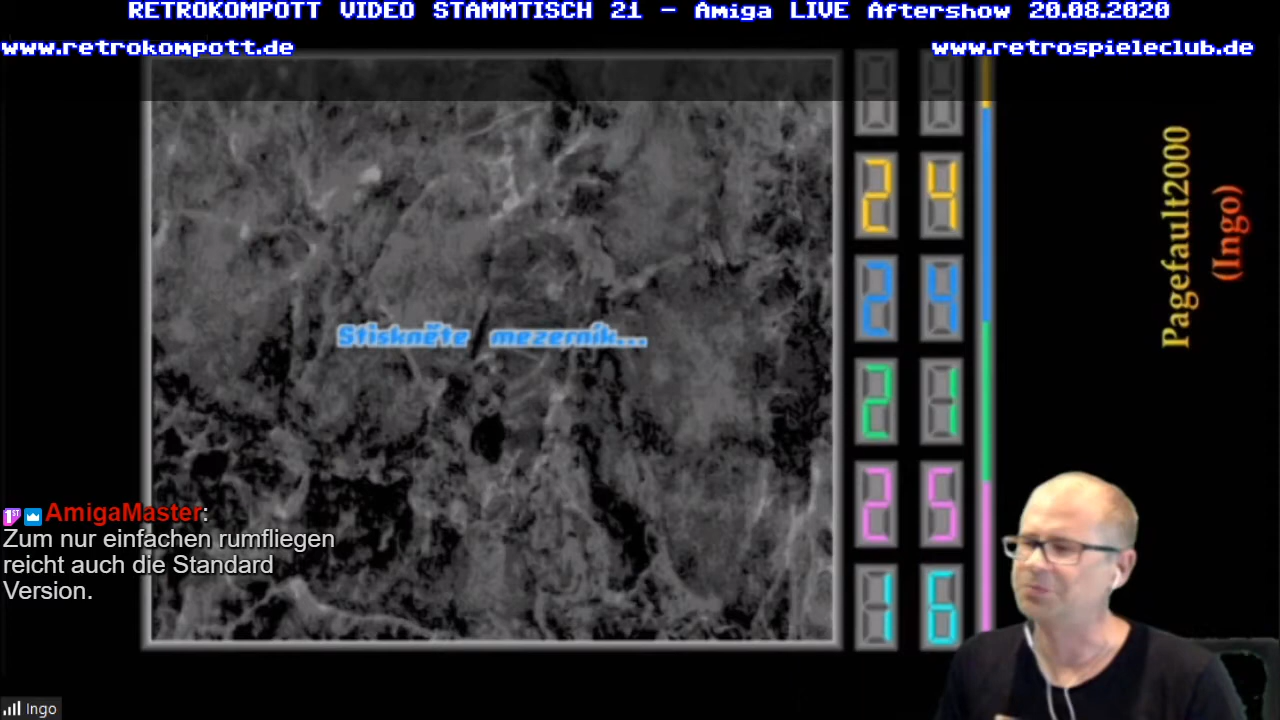 RETROKOMPOTT VIDEO STAMMTISCH 21 - Amiga LIVE Aftershow 20.08.2020
www.retrokompott.de
www.retrospieleclub.de
24
24
21
25
16
Stiskněte mezerník...
Pagefault2000
(Ingo)
AmigaMaster:
Zum nur einfachen rumfliegen
reicht auch die Standard
Version.
Ingo